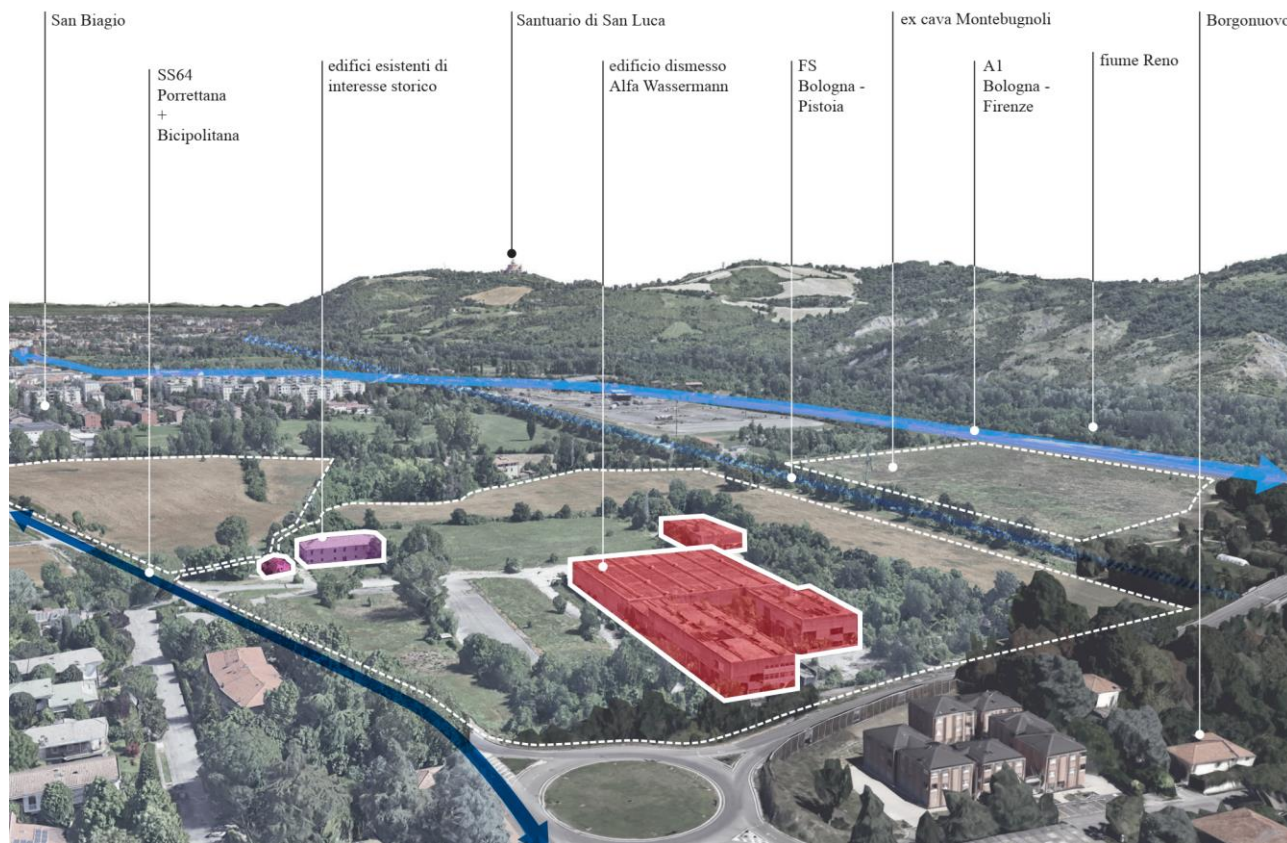 San Biagio
SS64
Porrettana
+
Bicipolitana
edifici esistenti di
interesse storico
Santuario di San Luca
edificio dismesso
Alfa Wassermann
FS
Bologna -
Pistoia
ex cava Montebugnoli
A1
Bologna -
Firenze
fiume Reno
Borgonuovo